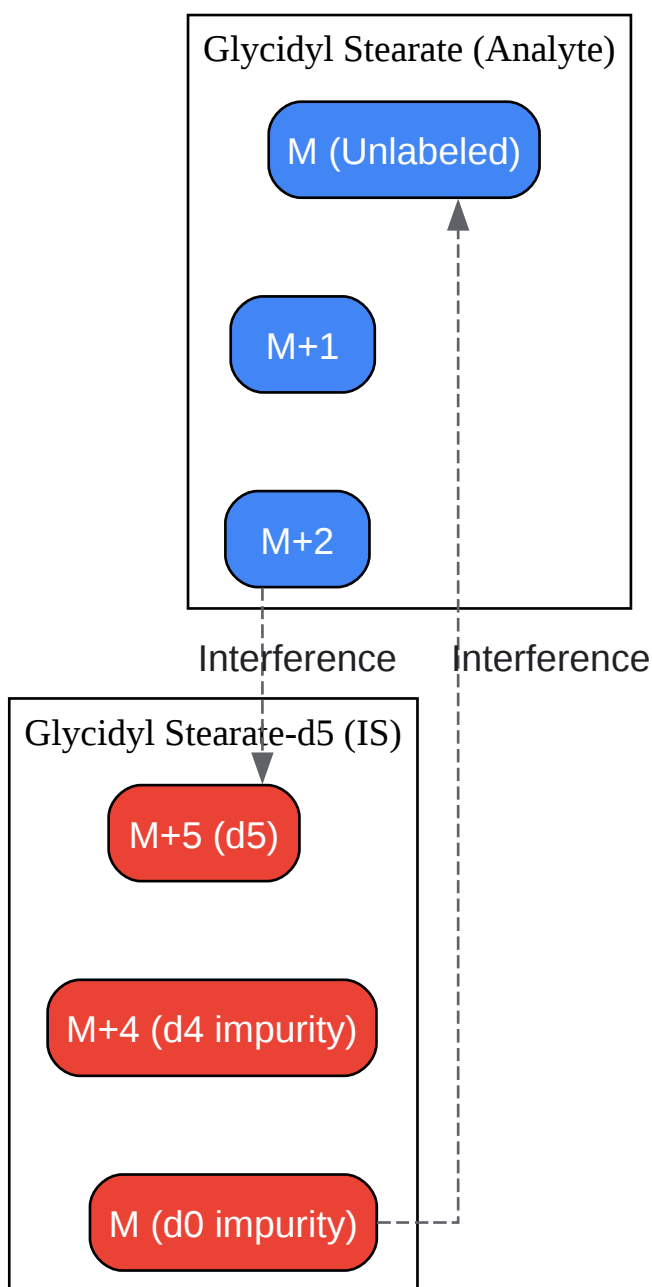 Glycidyl Stearate (Analyte)
M (Unlabeled)
M+1
M+2
Interference
Interference
Glycidyl Stearate-d5 (IS)
M+5 (d5)
M+4 (d4 impurity)
M (d0 impurity)